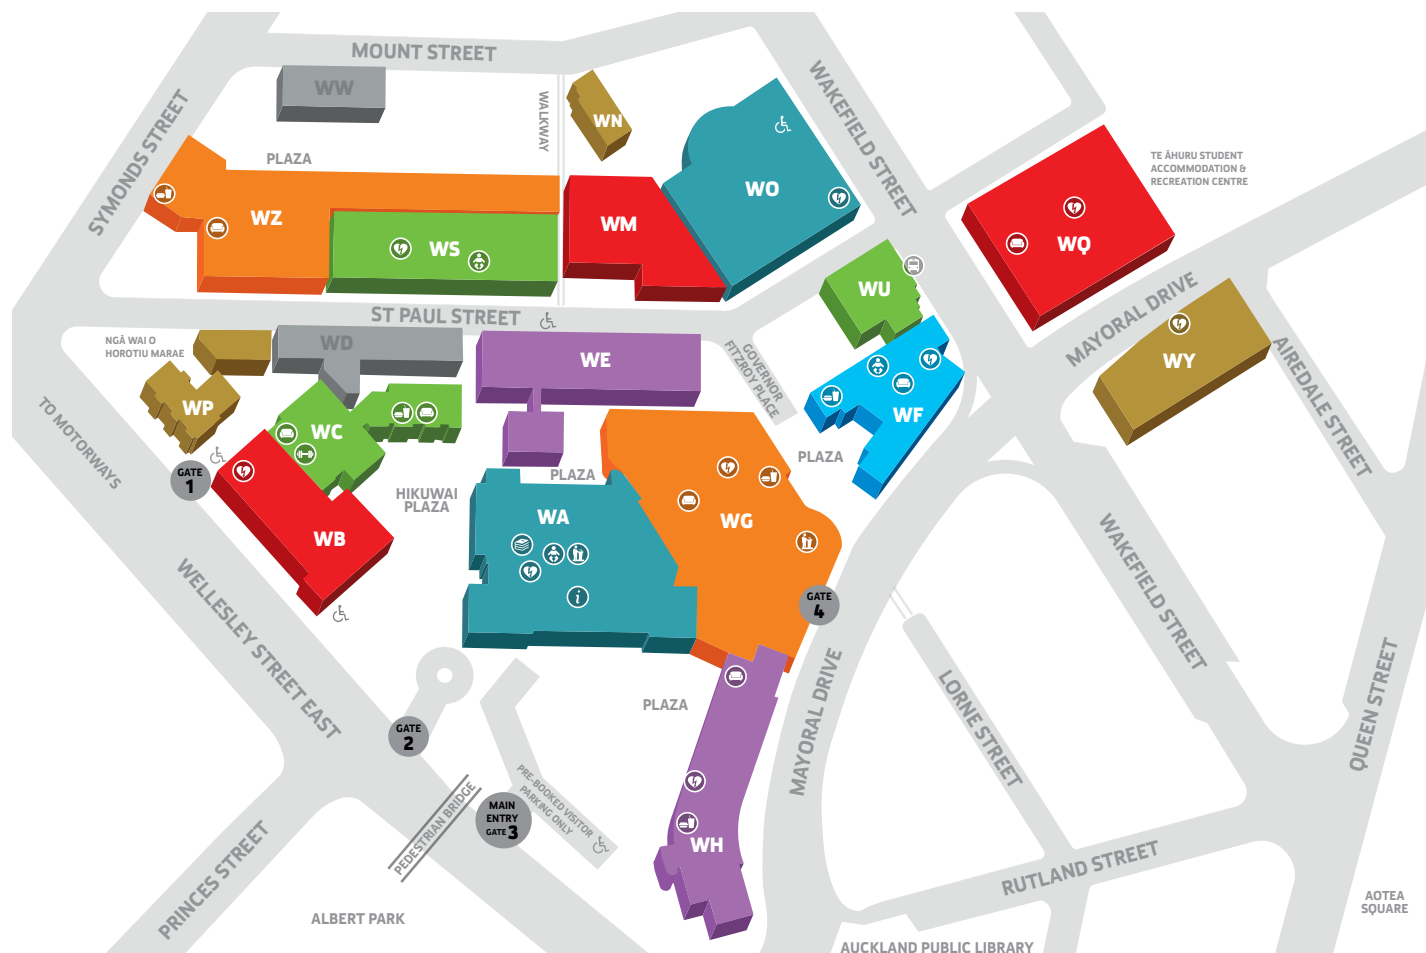 MOUNT STREET
WW
SYMONDS STREET
WALKWAY
WN
WAKEFIELD STREET
PLAZA
WO
TE ĀHURU STUDENT
ACCOMMODATION &
RECREATION CENTRE
WZ
WS
WM
WQ
WU
MAYORAL DRIVE
ST PAUL STREET
NGĀ WAI O
HOROTIU MARAE
WD
WE
GOVERNOR
FITZROY PLACE
WY
AIREDALE STREET
WP
WC
WF
TO MOTORWAYS
PLAZA
GATE
1
HIKUWAI
PLAZA
PLAZA
WA
WG
WB
WAKEFIELD STREET
WELLESLEY STREET EAST
GATE
4
MAYORAL DRIVE
LORNE STREET
QUEEN STREET
PLAZA
GATE
2
PRE-BOOKED VISITOR
PARKING ONLY
PEDESTRIAN BRIDGE
MAIN
ENTRY
GATE 3
WH
PRINCES STREET
RUTLAND STREET
ALBERT PARK
AOTEA
SQUARE
AUCKLAND PUBLIC LIBRARY
i